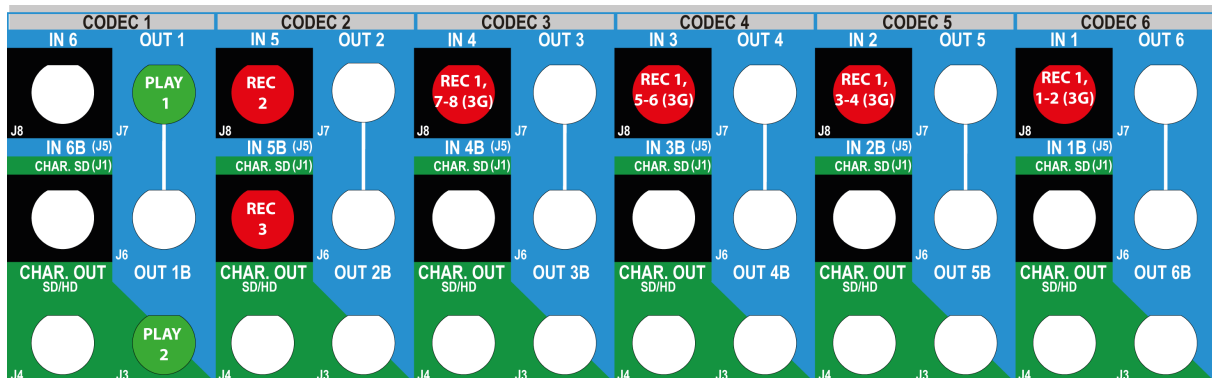 CODEC 1 CODEC 2 CODEC 3 CODEC 4 CODEC 5 CODEC 6
IN 6 OUT 1 IN 5 OUT 2 IN 4 OUT 3 IN 3 OUT 4 IN 2 OUT 5 IN 1 OUT 6
PLAY REC REC 1, REC 1, REC 1, REC 1,
1 2 7-8 (3G) 5-6 (3G) 3-4 (3G) 1-2 (3G)
J8 J7 J8 J7 J8 J7 J8 J7 J8 J7 J8 J7
IN 6B (J5) IN 5B (J5) IN 4B (J5) IN 3B (J5) IN 2B (J5) IN 1B (J5)
CHAR. SD (J1) CHAR. SD (J1) CHAR. SD (J1) CHAR. SD (J1) CHAR. SD (J1) CHAR. SD (J1)
REC
3
J6 J6 J6 J6 J6 J6
CHAR. OUT OUT 1B CHAR. OUT OUT 2B CHAR. OUT OUT 3B CHAR. OUT OUT 4B CHAR. OUT OUT 5B CHAR. OUT OUT 6B
SD/HD SD/HD SD/HD SD/HD SD/HD SD/HD
PLAY
2
J4 J3 J4 J3 J4 J3 J4 J3 J4 J3 J4 J3